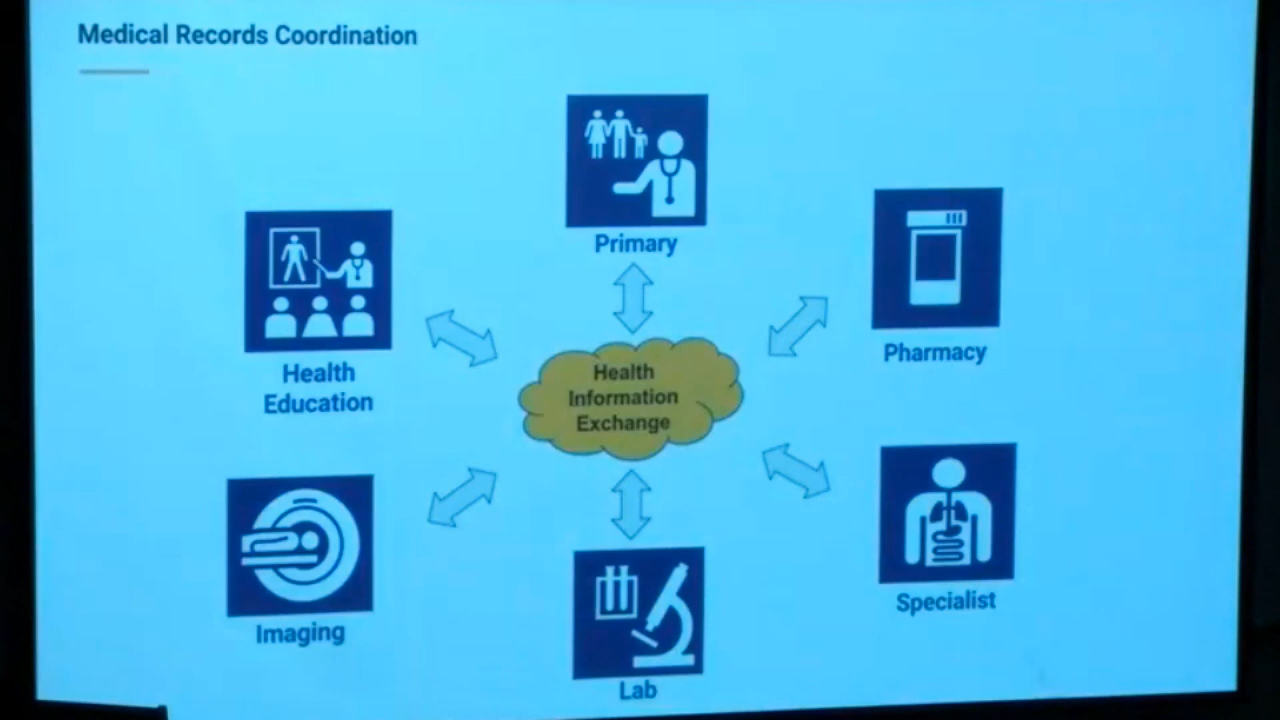 Medical Records Coordination
Primary
Pharmacy
Health
Education
Health
Information
Exchange
Imaging
Specialist
Lab